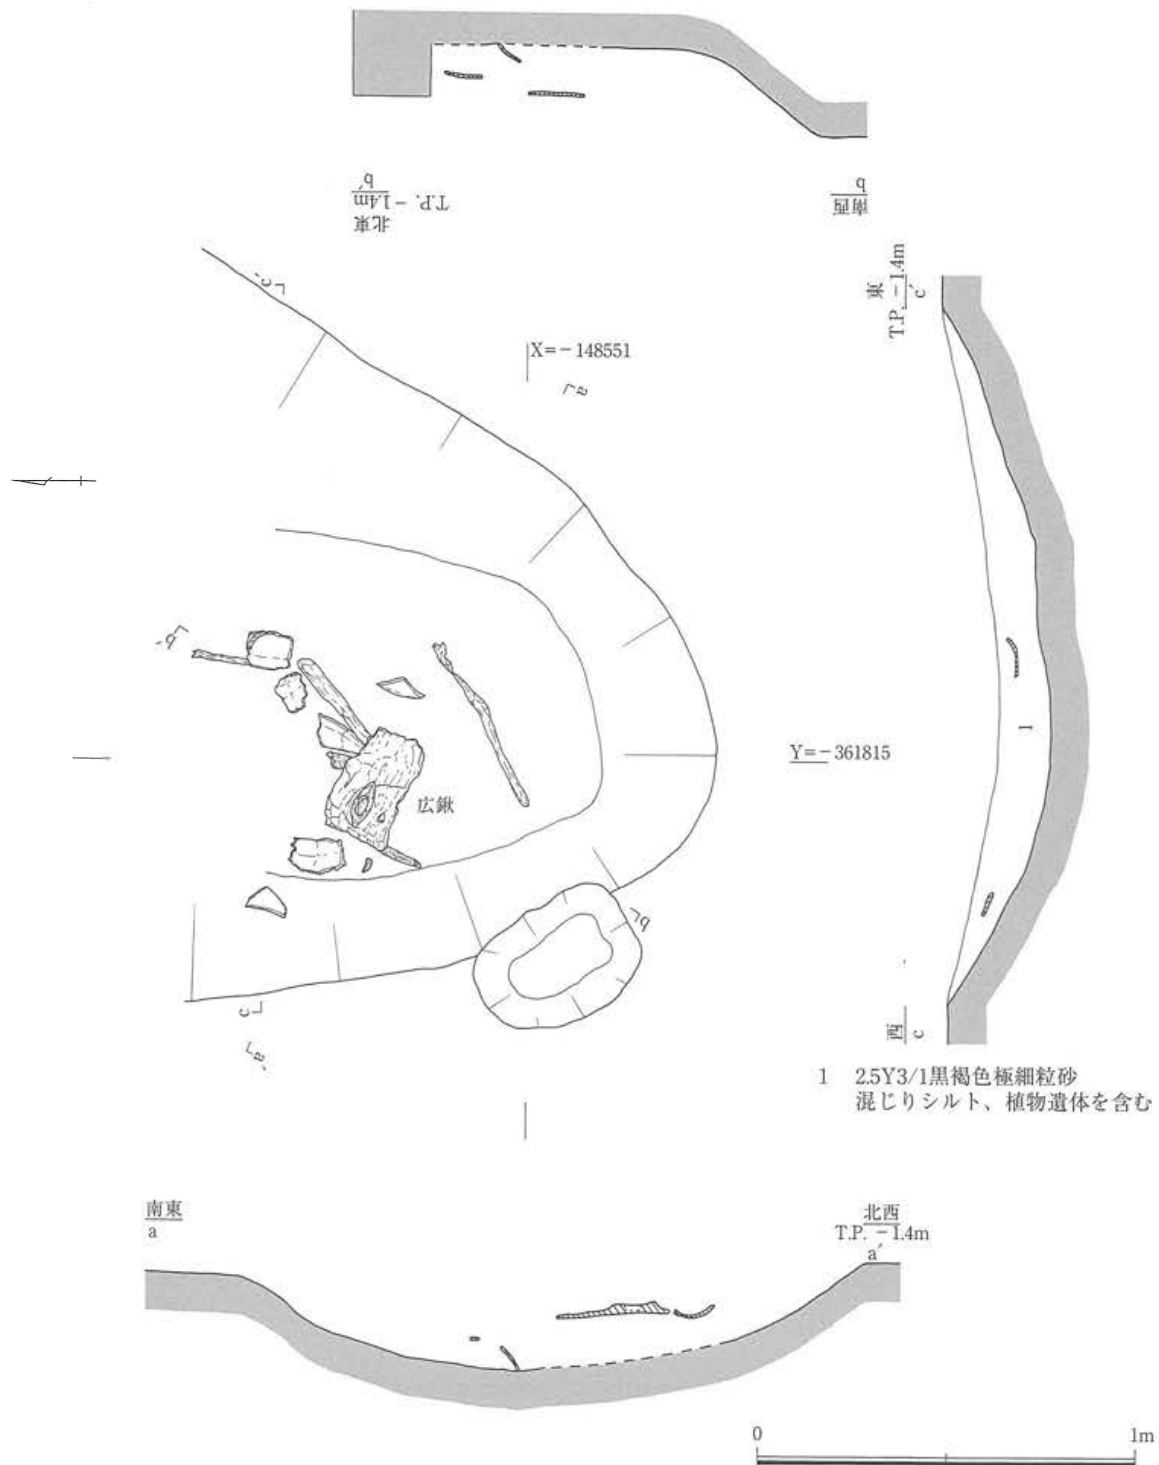 b'
T.P. －1.4m
北東
b
南西
c'
X=－148551
a
東
T.P. －1.4m
c'
b'
Y=－361815
広鍬
1
b
c
a'
西
c
1 2.5Y3/1黒褐色極細粒砂
混じりシルト、植物遺体を含む
南東
a
北西
T.P. －1.4m
a'
0 1m